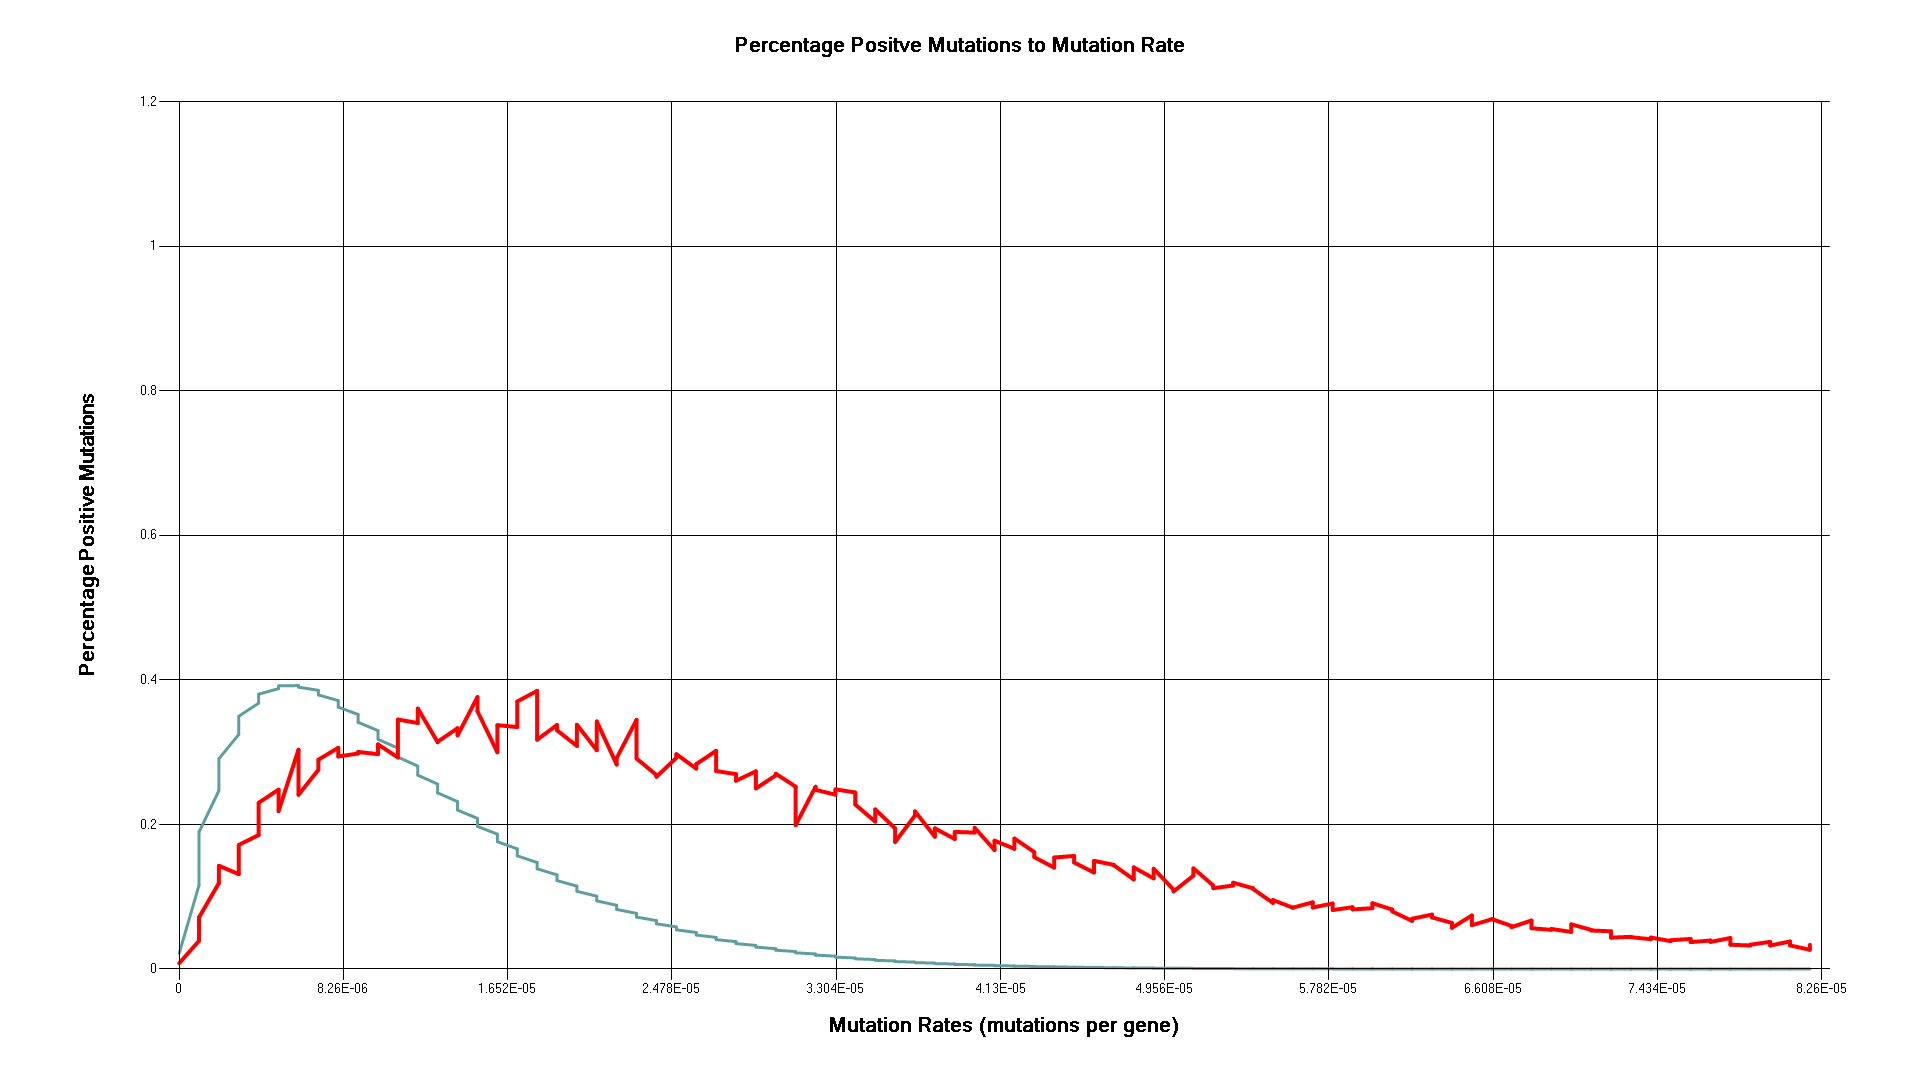 Percentage Positve Mutations to Mutation Rate
1.2
1
0.8
0.6
0.4
0.2
0
Percentage Positive Mutations
0 8.26E-06 1.652E-05 2.478E-05 3.304E-05 4.13E-05 4.956E-05 5.782E-05 6.608E-05 7.434E-05 8.26E-05
Mutation Rates (mutations per gene)